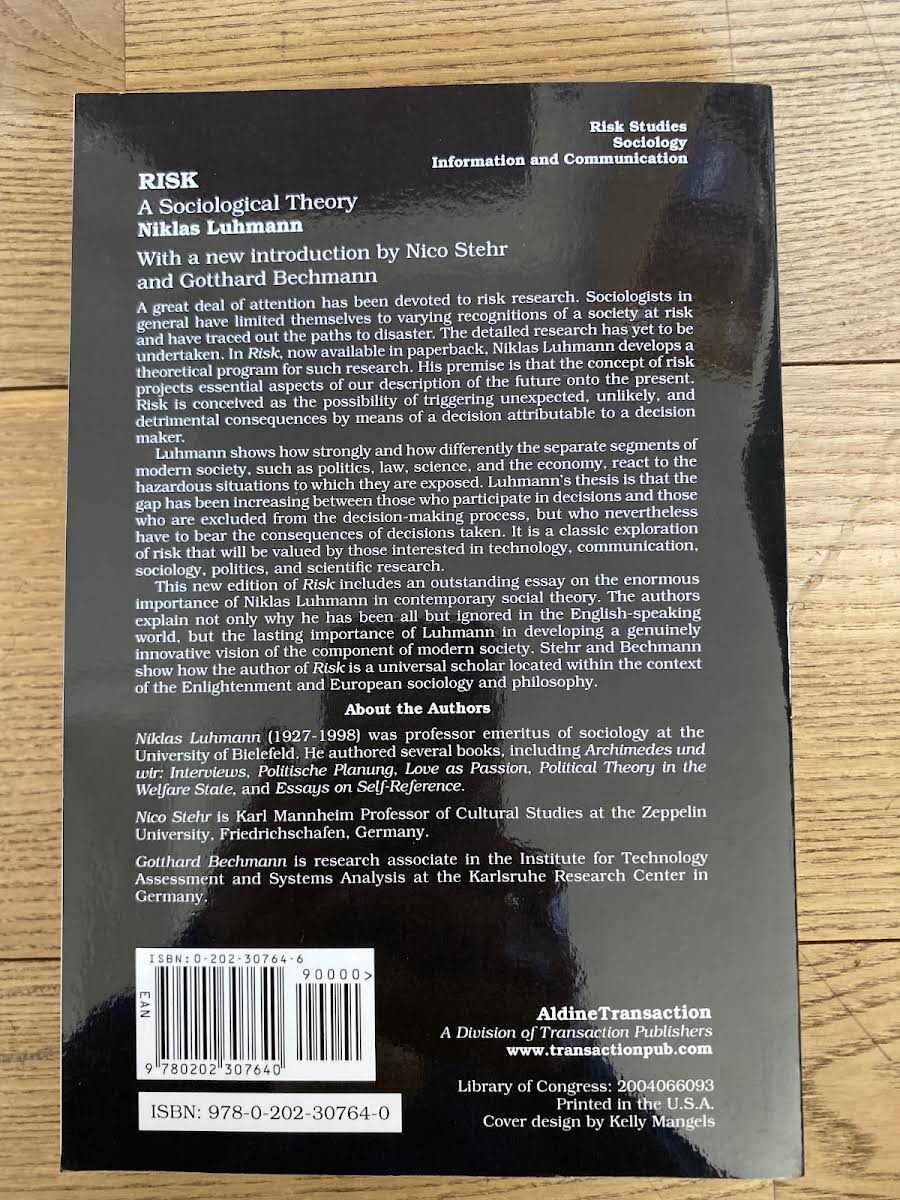 Risk Studies
Sociology
Information and Communication
RISK
A Sociological Theory
Niklas Luhmann
With a new introduction by Nico Stehr
and Gotthard Bechmann
A great deal of attention has been devoted to risk research. Sociologists in
general have limited themselves to varying recognitions of a society at risk
and have traced out the paths to disaster. The detailed research has yet to be
undertaken. In Risk, now available in paperback, Niklas Luhmann develops a
theoretical program for such research. His premise is that the concept of risk
projects essential aspects of our description of the future onto the present.
Risk is conceived as the possibility of triggering unexpected, unlikely, and
detrimental consequences by means of a decision attributable to a decision
maker.
Luhmann shows how strongly and how differently the separate segments of
modern society, such as politics, law, science, and the economy, react to the
hazardous situations to which they are exposed. Luhmann's thesis is that the
gap has been increasing between those who participate in decisions and those
who are excluded from the decision-making process, but who nevertheless
have to bear the consequences of decisions taken. It is a classic exploration
of risk that will be valued by those interested in technology, communication,
sociology, politics, and scientific research.
This new edition of Risk includes an outstanding essay on the enormous
importance of Niklas Luhmann in contemporary social theory. The authors
explain not only why he has been all but ignored in the English-speaking
world, but the lasting importance of Luhmann in developing a genuinely
innovative vision of the component of modern society. Stehr and Bechmann
show how the author of Risk is a universal scholar located within the context
of the Enlightenment and European sociology and philosophy.
About the Authors
Niklas Luhmann (1927-1998) was professor emeritus of sociology at the
University of Bielefeld. He authored several books, including Archimedes und
wir: Interviews, Politische Planung, Love as Passion, Political Theory in the
Welfare State, and Essays on Self-Reference.
Nico Stehr is Karl Mannheim Professor of Cultural Studies at the Zeppelin
University, Friedrichschafen, Germany.
Gotthard Bechmann is research associate in the Institute for Technology
Assessment and Systems Analysis at the Karlsruhe Research Center in
Germany.
ISBN:0-202-30764-6
90000>
EAN
9 780202 307640
ISBN: 978-0-202-30764-0
AldineTransaction
A Division of Transaction Publishers
www.transactionpub.com
Library of Congress: 2004066093
Printed in the U.S.A.
Cover design by Kelly Mangels